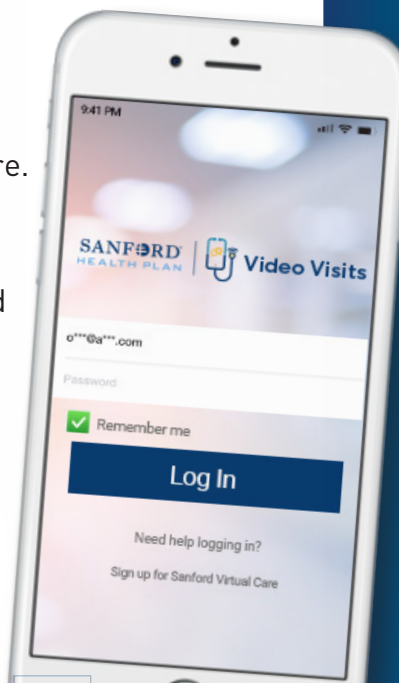 re.
d
9:41 PM
SANFORD
HEALTH PLAN
Video Visits
o***@a***.com
Password
Remember me
Log In
Need help logging in?
Sign up for Sanford Virtual Care